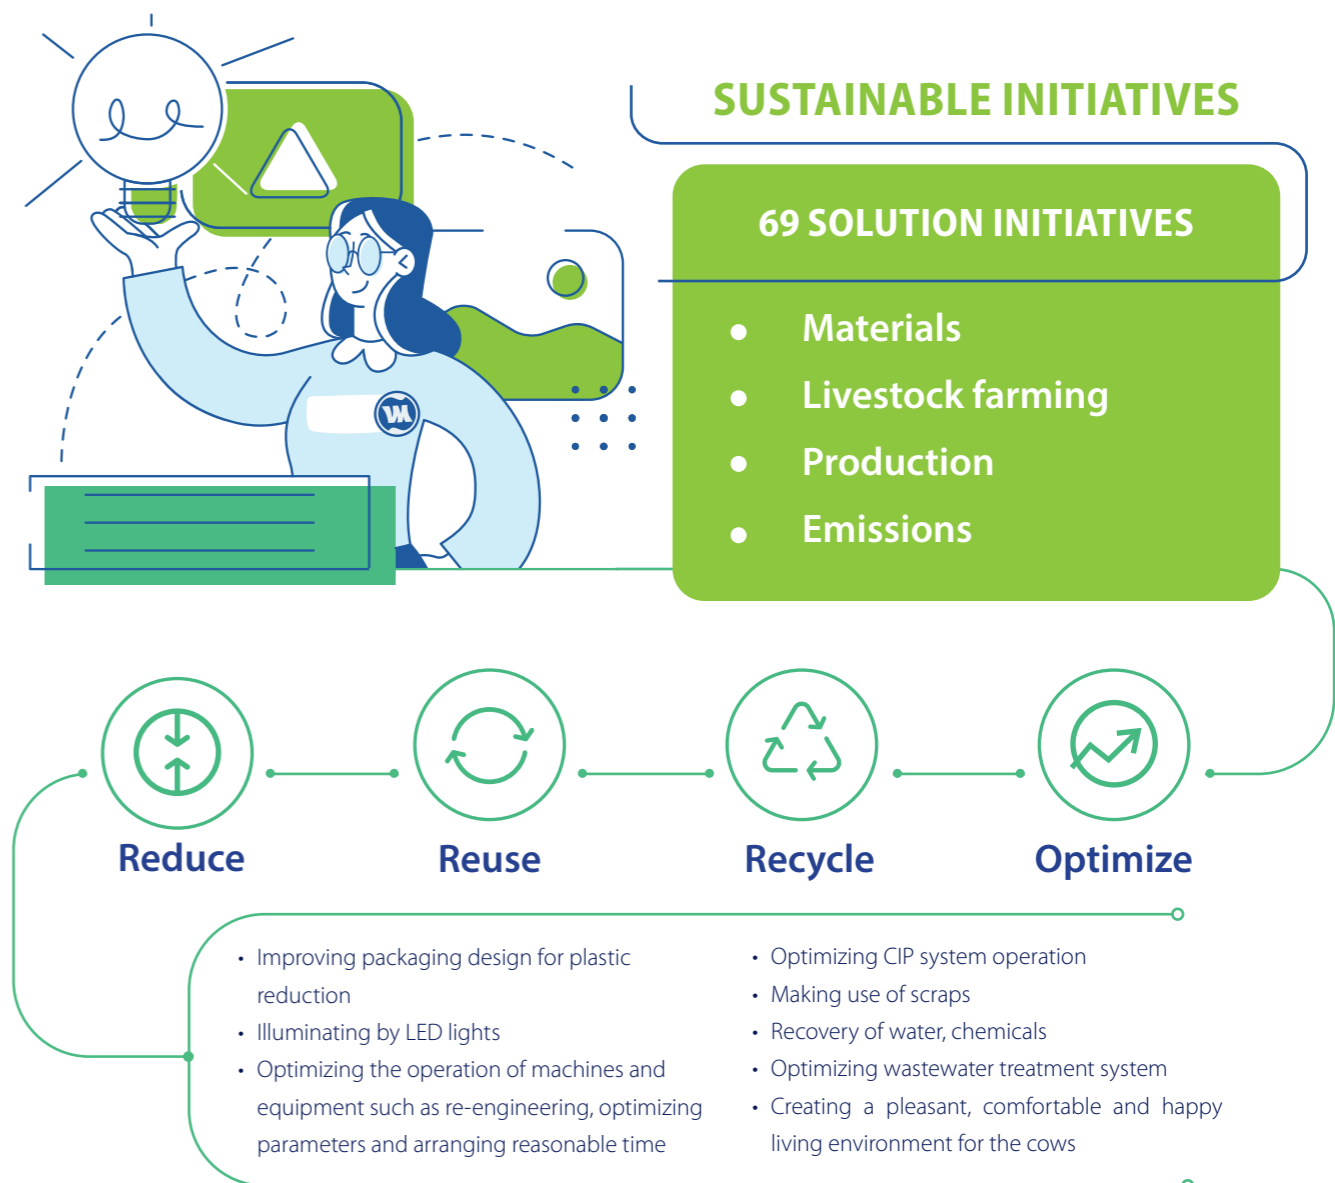 SUSTAINABLE INITIATIVES
69 SOLUTION INITIATIVES
• Materials
• Livestock farming
• Production
• Emissions
VM
Reduce
Reuse
Recycle
Optimize
• Improving packaging design for plastic
reduction
• Illuminating by LED lights
• Optimizing the operation of machines and
equipment such as re-engineering, optimizing
parameters and arranging reasonable time
• Optimizing CIP system operation
• Making use of scraps
• Recovery of water, chemicals
• Optimizing wastewater treatment system
• Creating a pleasant, comfortable and happy
living environment for the cows